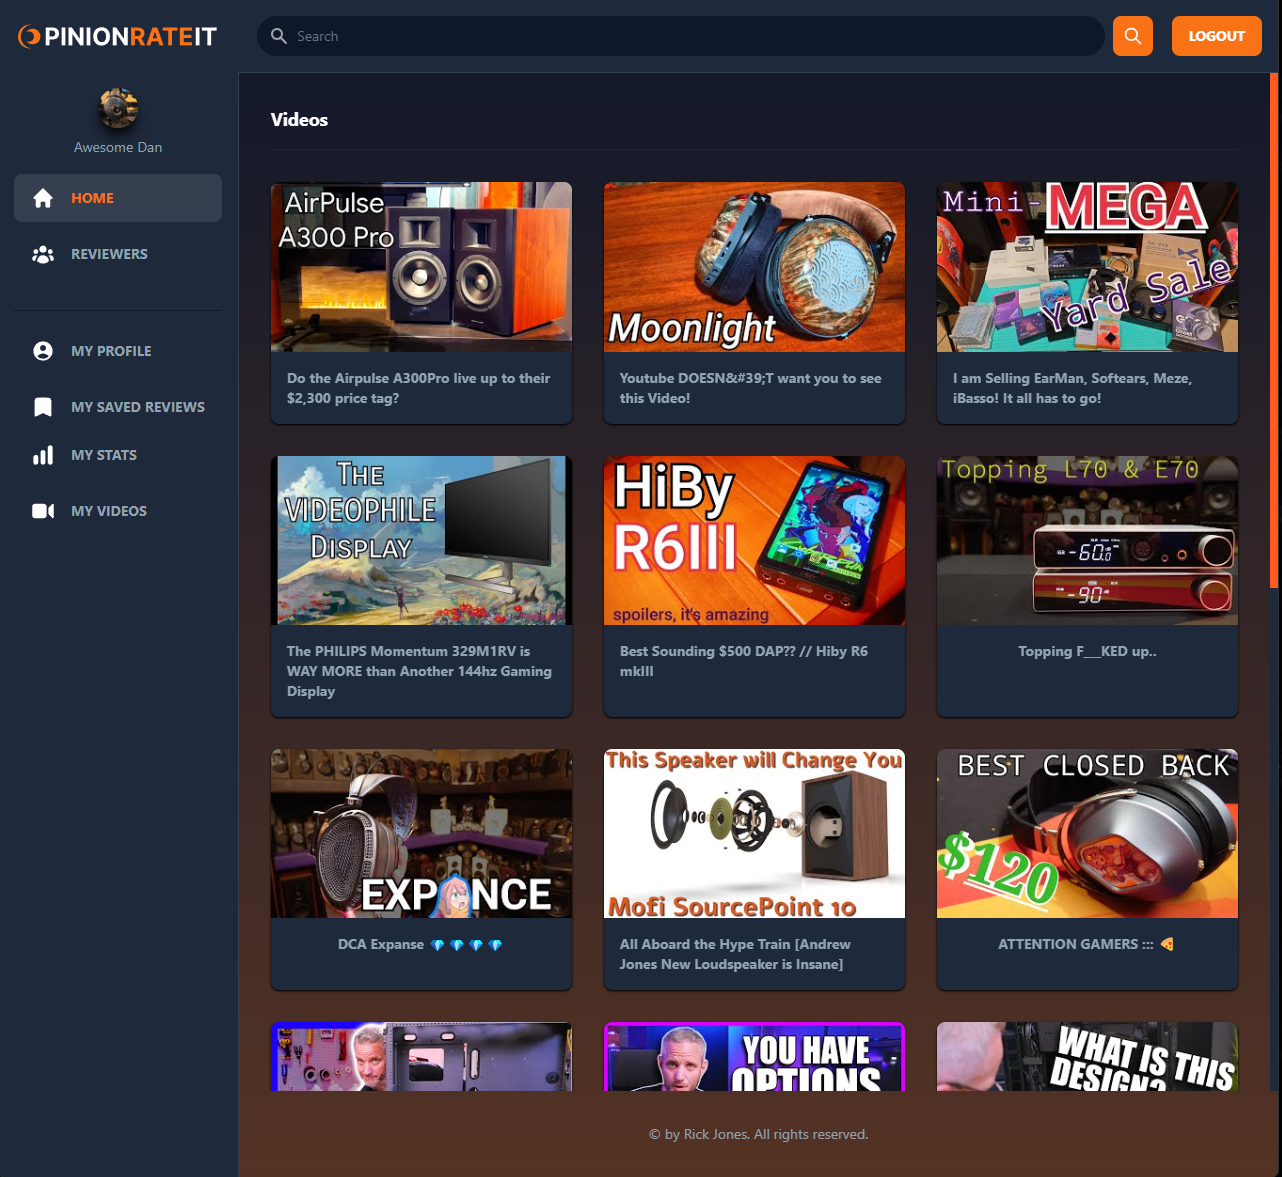 OPINIONRATEIT
Search
LOGOUT
Awesome Dan
HOME
REVIEWERS
MY PROFILE
MY SAVED REVIEWS
MY STATS
MY VIDEOS
Videos
AirPulse
A300 Pro
Do the Airpulse A300Pro live up to their
$2,300 price tag?
Moonlight
Youtube DOESN&#39;T want you to see
this Video!
Mini-MEGA
Yard Sale
I am Selling EarMan, Softears, Meze,
iBasso! It all has to go!
THE
VIDEOPHILE
DISPLAY
The PHILIPS Momentum 329M1RV is
WAY MORE than Another 144hz Gaming
Display
HiBy
R6III
spoilers, it's amazing
Best Sounding $500 DAP?? // Hiby R6
mkIII
Topping L70 & E70
-60.0
-90
Topping F___KED up..
EXPANCE
DCA Expanse 💎 💎 💎 💎
This Speaker will Change You
Mofi SourcePoint 10
All Aboard the Hype Train [Andrew
Jones New Loudspeaker is Insane]
BEST CLOSED BACK
$120
ATTENTION GAMERS ::: 🍕
YOU HAVE
OPTIONS
WHAT IS THIS
DESIGN?
© by Rick Jones. All rights reserved.